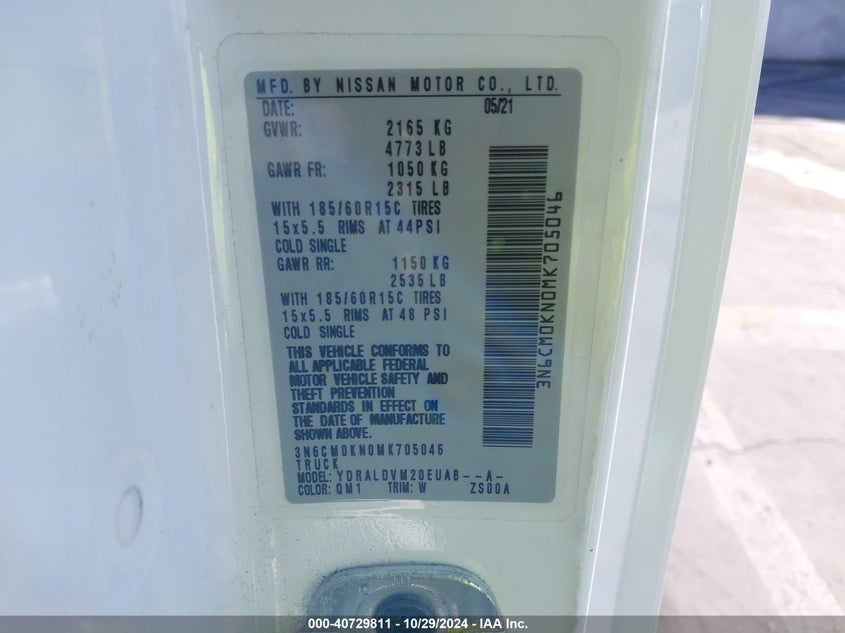 MFD. BY NISSAN MOTOR CO., LTD.
DATE: 05/21
GVWR: 2165 KG
4773 LB
GAWR FR: 1050 KG
2315 LB
WITH 185/60R15C TIRES
15x5.5 RIMS AT 44PSI
COLD SINGLE
GAWR RR: 1150 KG
2535 LB
WITH 185/60R15C TIRES
15x5.5 RIMS AT 48 PSI
COLD SINGLE
THIS VEHICLE CONFORMS TO
ALL APPLICABLE FEDERAL
MOTOR VEHICLE SAFETY AND
THEFT PREVENTION
STANDARDS IN EFFECT ON
THE DATE OF MANUFACTURE
SHOWN ABOVE.
3N6CM0KN0MK705046
TRUCK
MODEL: YDRALDVM20EUAB--A-
COLOR: QM1 TRIM: W ZS00A
3N6CM0KN0MK705046
000-40729811 - 10/29/2024 - IAA Inc.